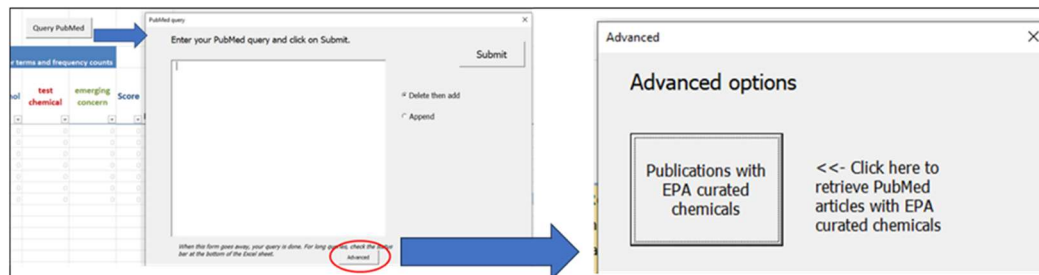 Query PubMed
r terms and frequency counts
ol
test
chemical
emerging
concern
Score
PubMed query
Enter your PubMed query and click on Submit.
Submit
Delete then add
Append
When this form goes away, your query is done. For long queries, check the status
bar at the bottom of the Excel sheet.
Advanced
Advanced
Advanced options
Publications with
EPA curated
chemicals
<<- Click here to
retrieve PubMed
articles with EPA
curated chemicals